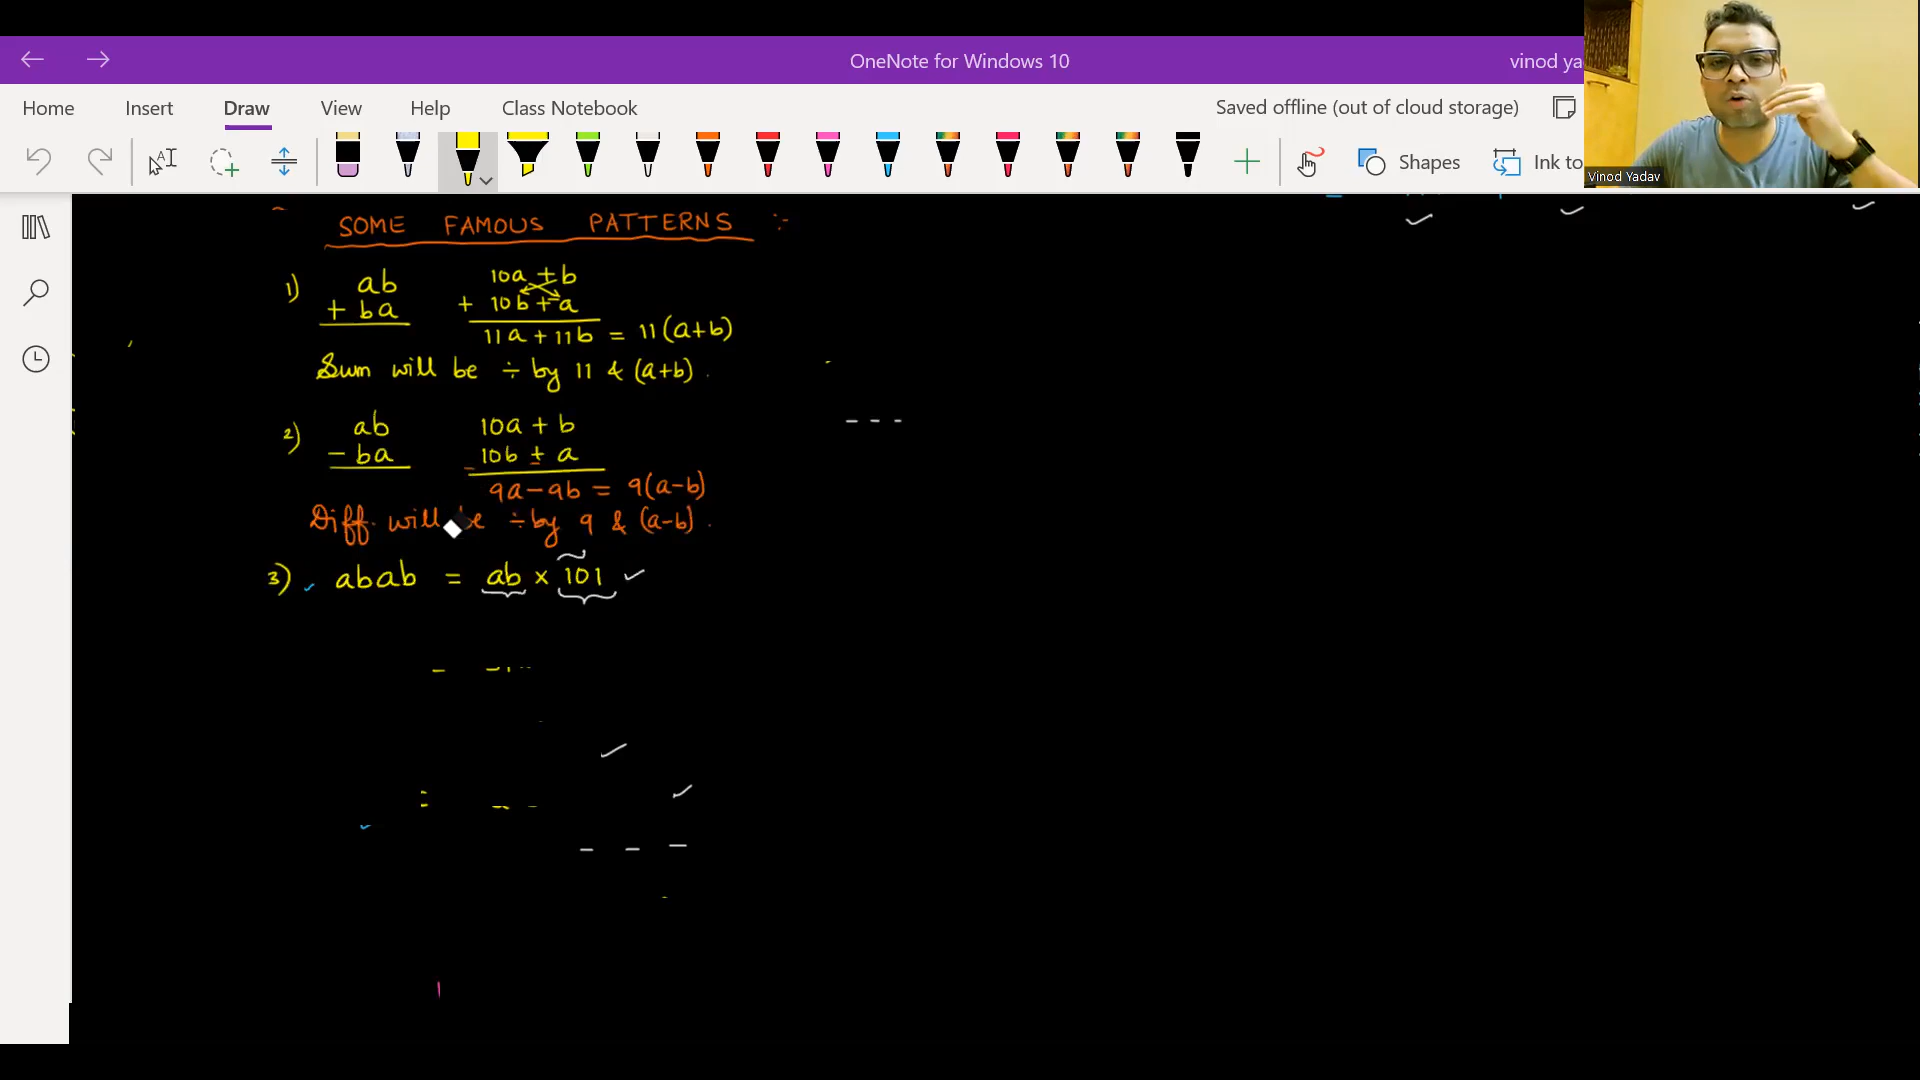 OneNote for Windows 10
vinod ya
Home Insert Draw View Help Class Notebook
Saved offline (out of cloud storage)
Shapes
Ink to
Vinod Yadav
SOME FAMOUS PATTERNS :-
1) ab 10a + b
+ ba + 10b + a
11a + 11b = 11(a+b)
Sum will be ÷ by 11 & (a+b).
2) ab 10a + b
- ba - 10b ± a
9a - 9b = 9(a-b)
Diff. will be ÷ by 9 & (a-b).
3) abab = ab × 101